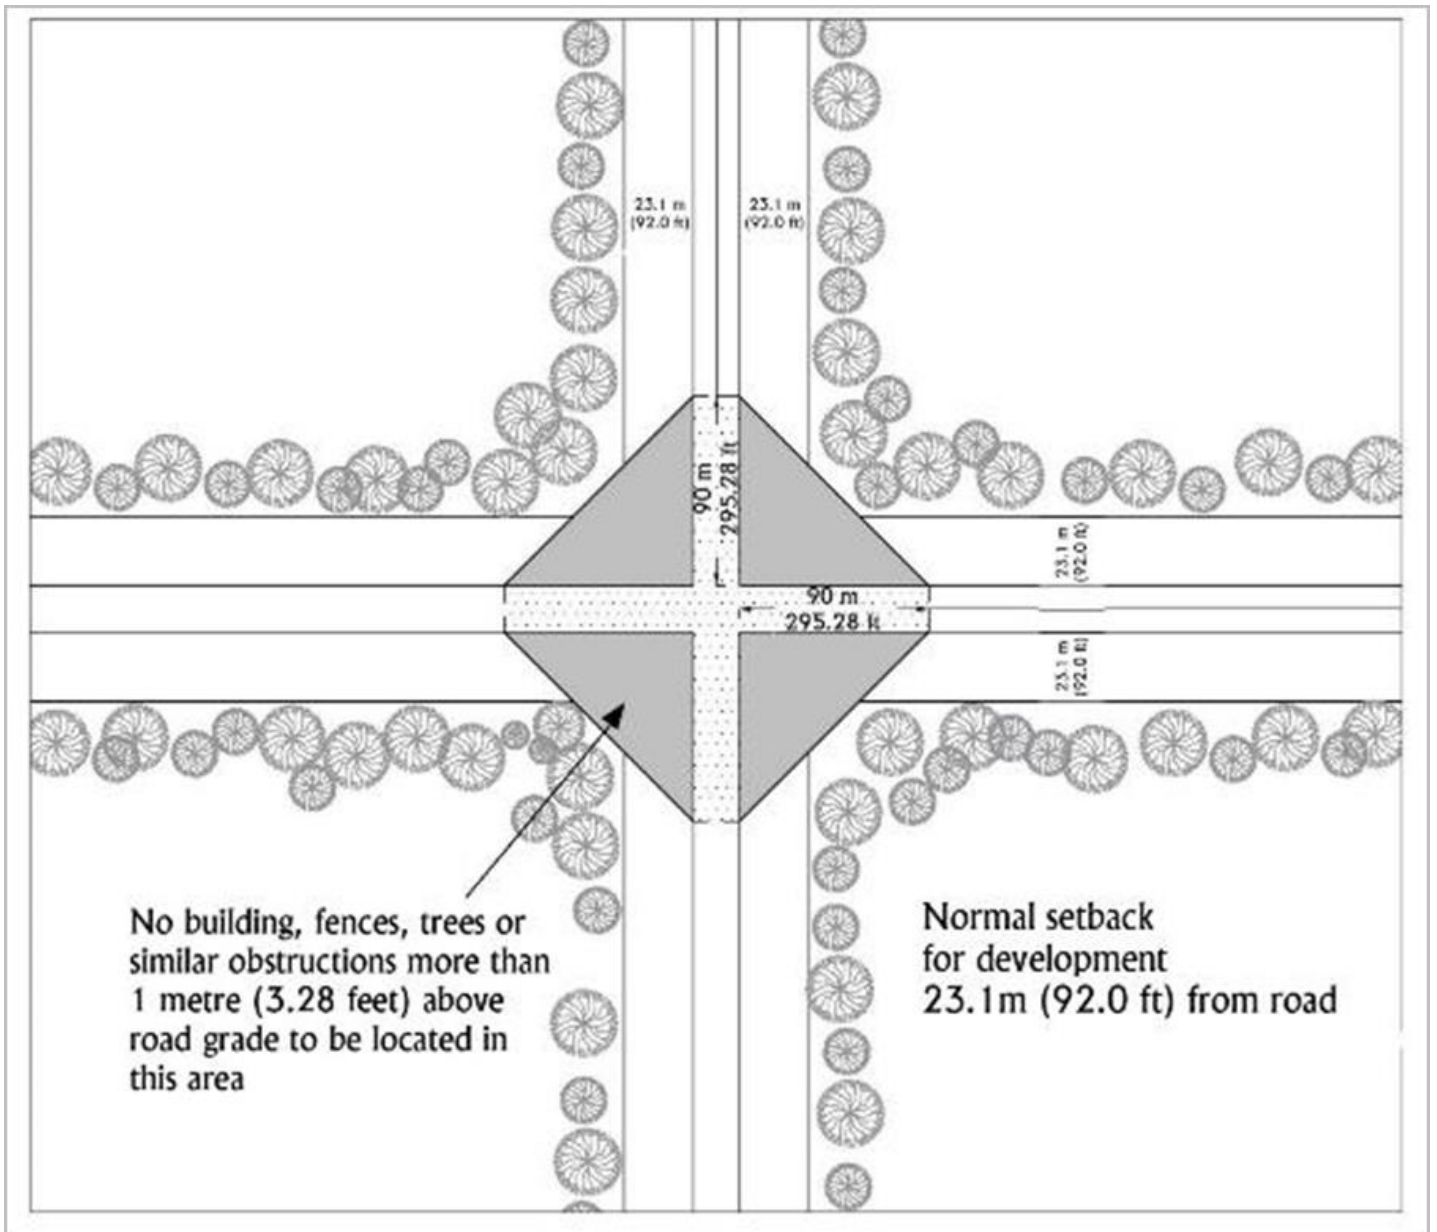 23.1 m
(92.0 ft)
23.1 m
(92.0 ft)
90 m
295.28 ft
23.1 m
(92.0 ft)
90 m
295.28 ft
23.1 m
(92.0 ft)
No building, fences, trees or
similar obstructions more than
1 metre (3.28 feet) above
road grade to be located in
this area
Normal setback
for development
23.1m (92.0 ft) from road